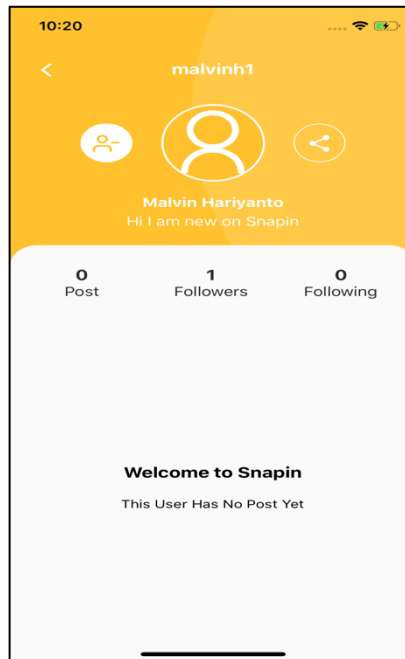 10:20
malvinh1
Malvin Hariyanto
Hi I am new on Snapin
0 1 0
Post Followers Following
Welcome to Snapin
This User Has No Post Yet